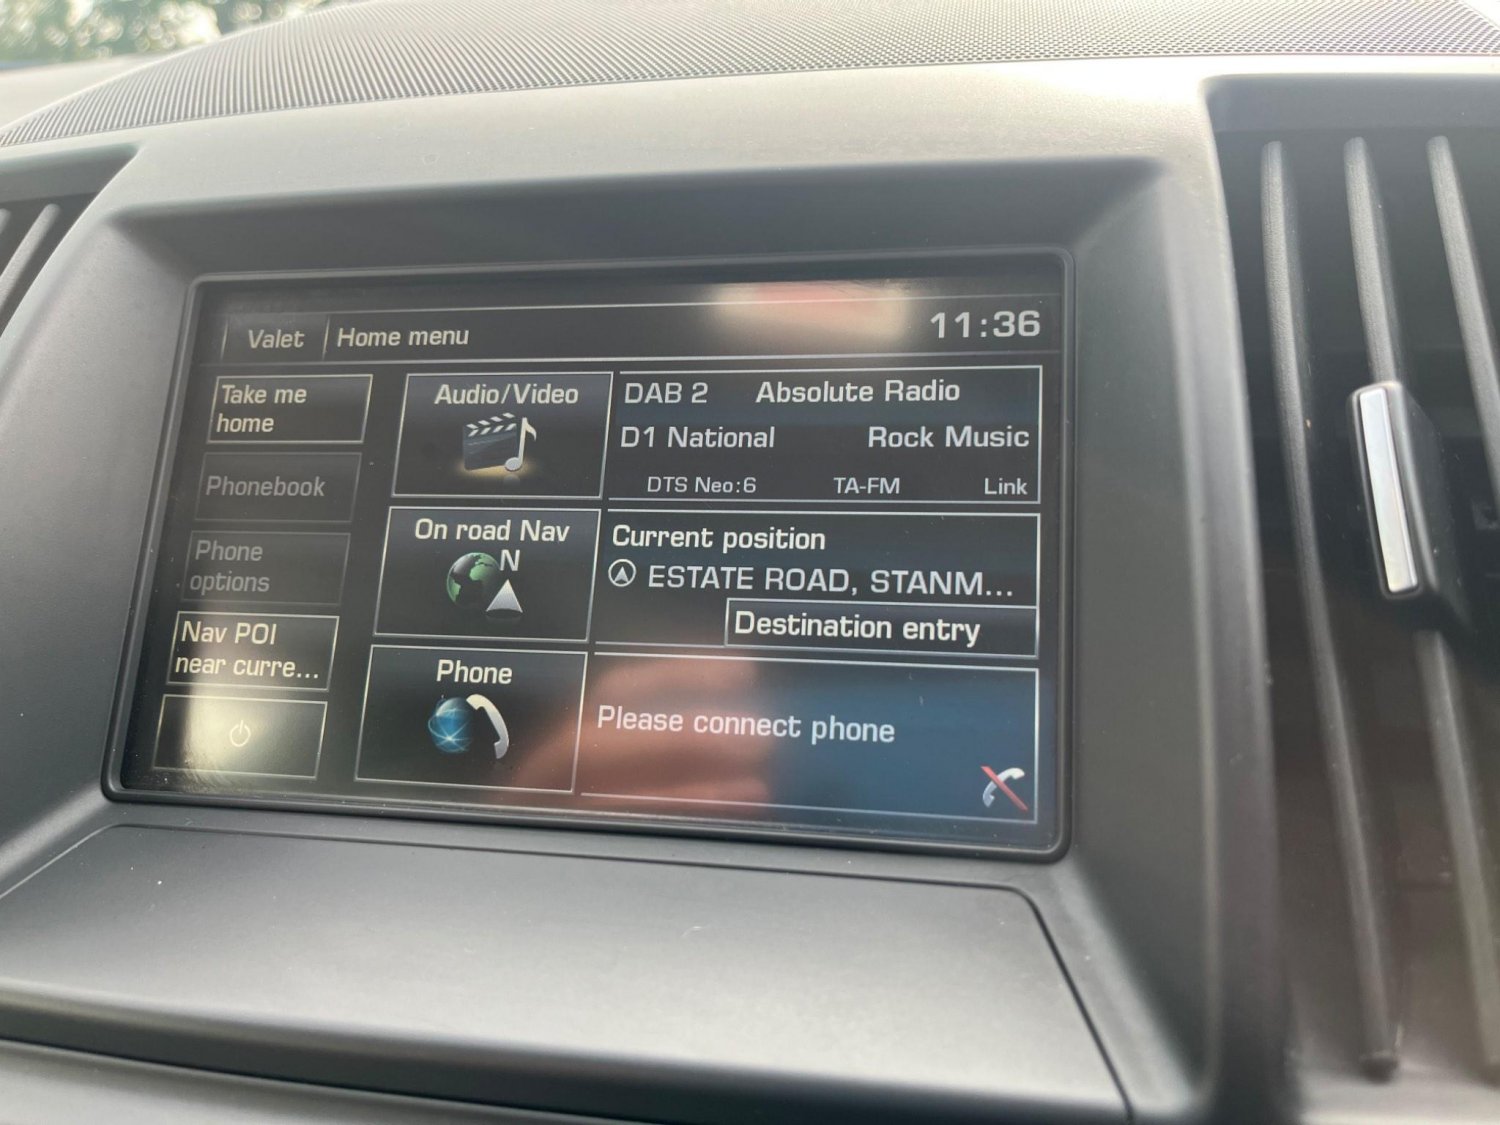 Valet
Home menu
11:36
Take me
home
Phonebook
Phone
options
Nav POI
near curre...
Audio/Video
DAB 2 Absolute Radio
D1 National Rock Music
DTS Neo:6 TA-FM Link
On road Nav
N
Current position
ESTATE ROAD, STANM...
Destination entry
Phone
Please connect phone